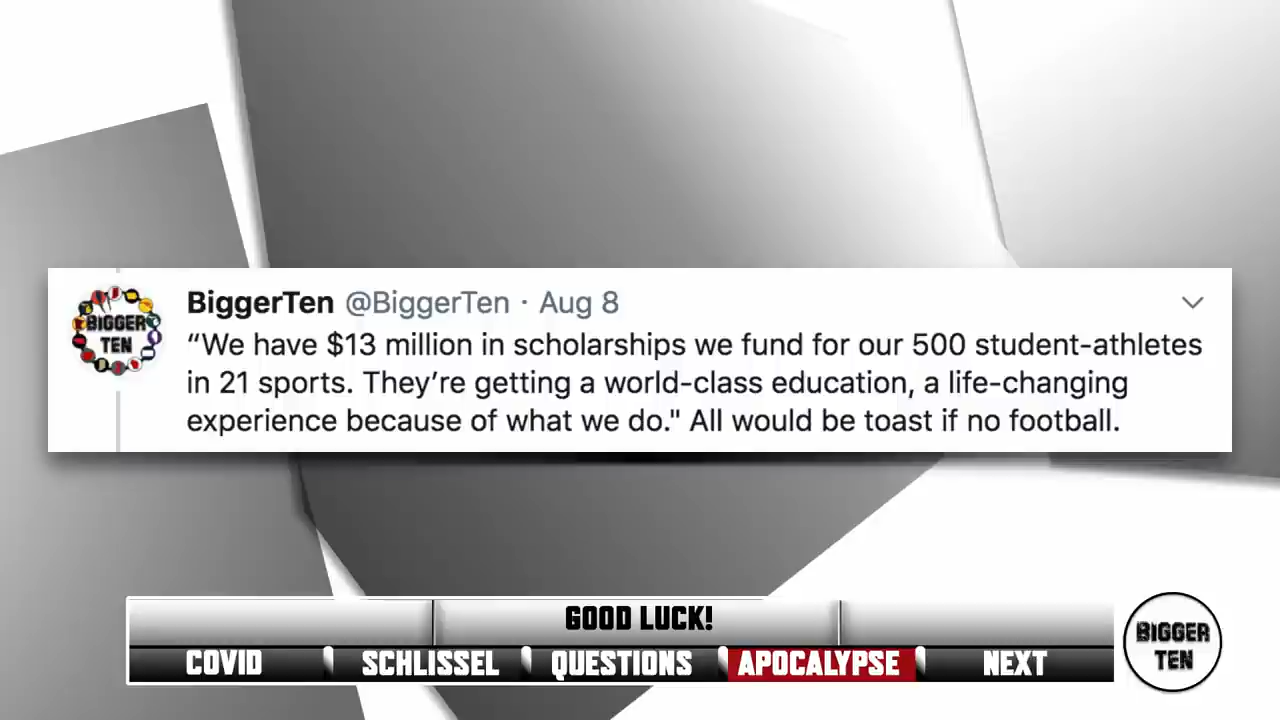 BiggerTen @BiggerTen · Aug 8
“We have $13 million in scholarships we fund for our 500 student-athletes
in 21 sports. They’re getting a world-class education, a life-changing
experience because of what we do." All would be toast if no football.
BIGGER
TEN
GOOD LUCK!
COVID SCHLISSEL QUESTIONS APOCALYPSE NEXT
BIGGER
TEN